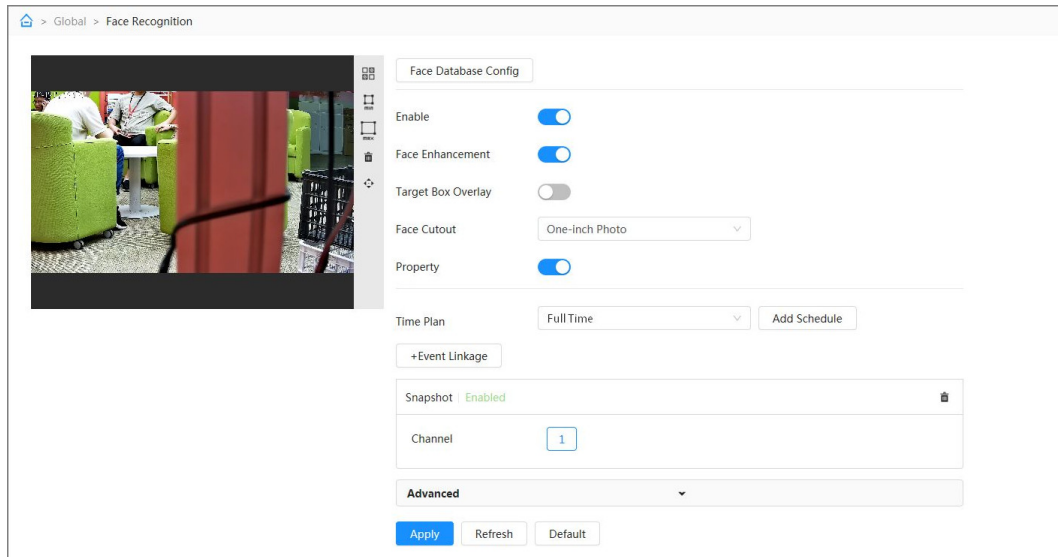 > Global > Face Recognition
Face Database Config
Enable
Face Enhancement
Target Box Overlay
Face Cutout One-inch Photo
Property
Time Plan Full Time Add Schedule
+Event Linkage
Snapshot Enabled
Channel 1
Advanced
Apply Refresh Default